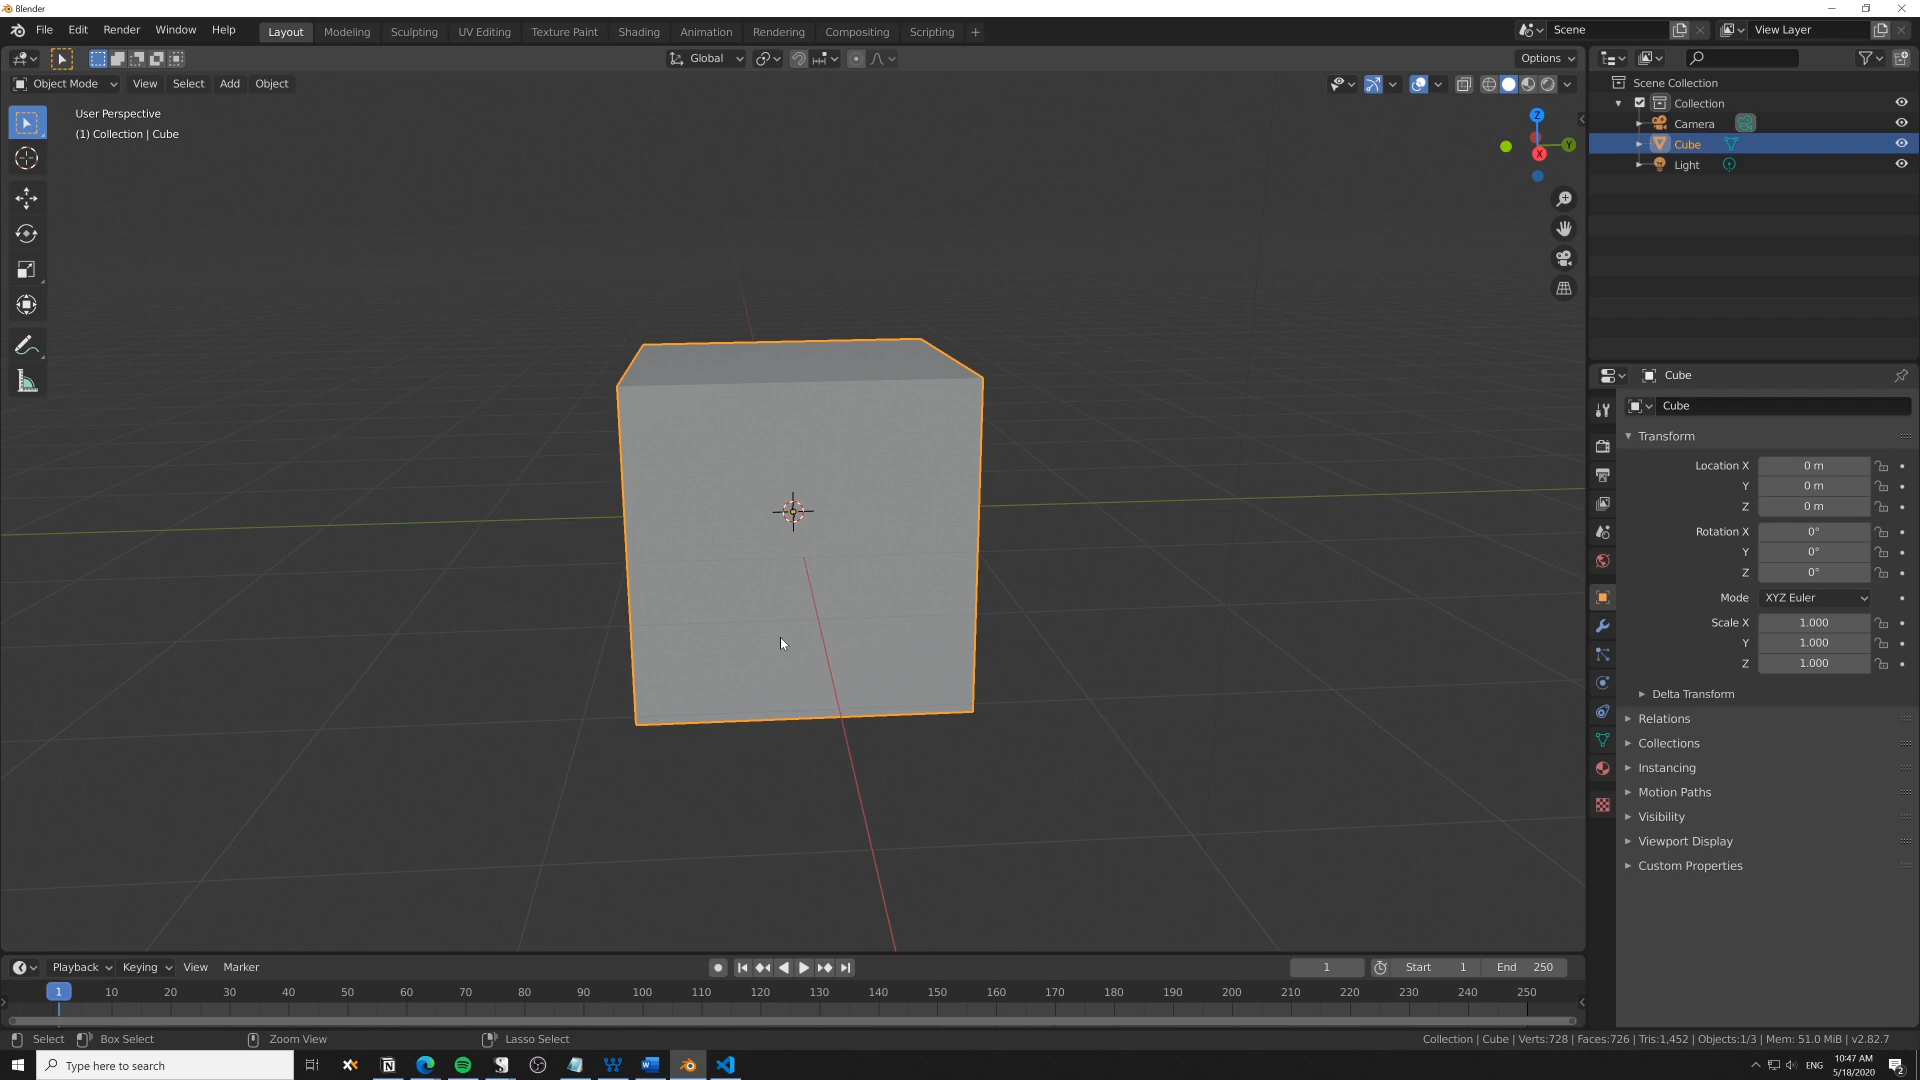 Blender
File Edit Render Window Help Layout Modeling Sculpting UV Editing Texture Paint Shading Animation Rendering Compositing Scripting + Scene View Layer
Global Options
Object Mode View Select Add Object
User Perspective
(1) Collection | Cube
Z
Y
X
Scene Collection
Collection
Camera
Cube
Light
Cube
Cube
Transform
Location X 0 m
Y 0 m
Z 0 m
Rotation X 0°
Y 0°
Z 0°
Mode XYZ Euler
Scale X 1.000
Y 1.000
Z 1.000
Delta Transform
Relations
Collections
Instancing
Motion Paths
Visibility
Viewport Display
Custom Properties
Playback Keying View Marker 1 Start 1 End 250
1 10 20 30 40 50 60 70 80 90 100 110 120 130 140 150 160 170 180 190 200 210 220 230 240 250
Select Box Select Zoom View Lasso Select Collection | Cube | Verts:728 | Faces:726 | Tris:1,452 | Objects:1/3 | Mem: 51.0 MiB | v2.82.7
Type here to search ENG 10:47 AM
5/18/2020 2